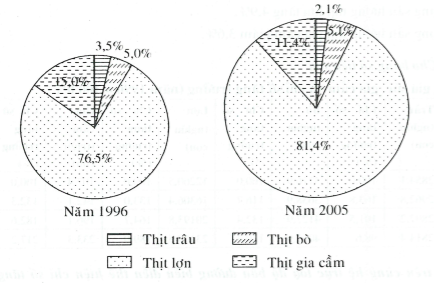 3,5%
5,0%
15,0%
76,5%
Năm 1996
2,1%
5,1%
11,4%
81,4%
Năm 2005
Thịt trâu
Thịt bò
Thịt lợn
Thịt gia cầm